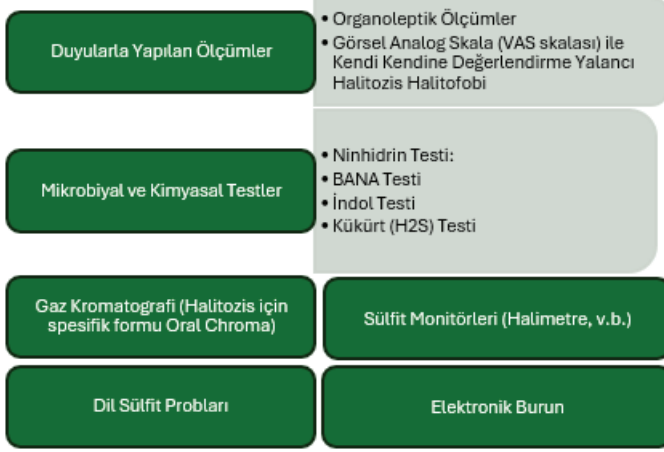 Duyularla Yapılan Ölçümler
• Organoleptik Ölçümler
• Görsel Analog Skala (VAS skalası) ile
Kendi Kendine Değerlendirme Yalancı
Halitozis Halitofobi
Mikrobiyal ve Kimyasal Testler
• Ninhidrin Testi:
• BANA Testi
• İndol Testi
• Kükürt (H2S) Testi
Gaz Kromatografi (Halitozis için
spesifik formu Oral Chroma)
Sülfit Monitörleri (Halimetre, v.b.)
Dil Sülfit Probları
Elektronik Burun